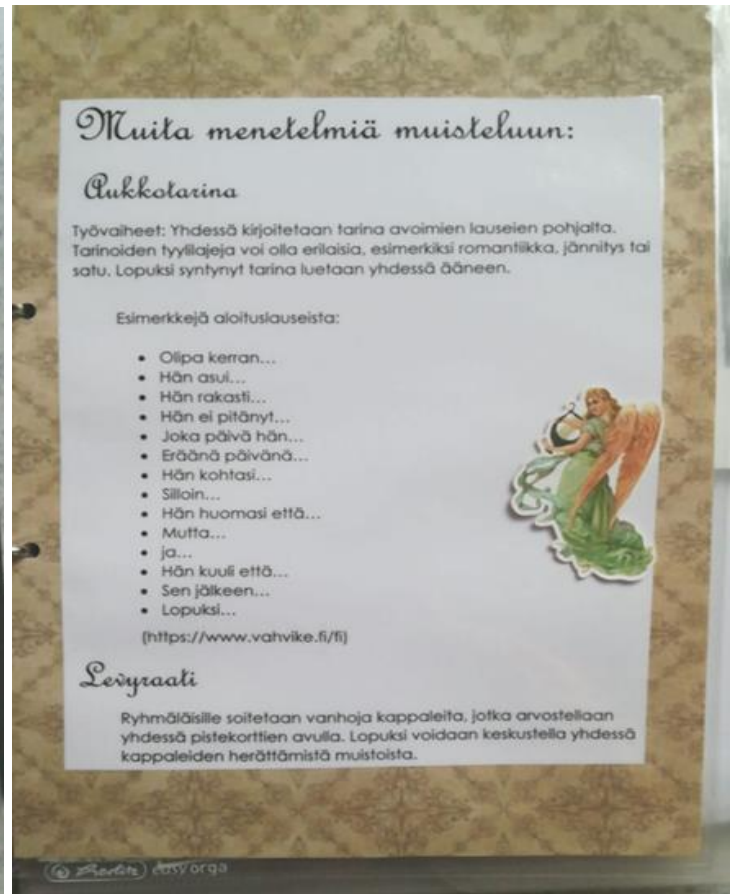 Muita menetelmiä muisteluun:
Aukkotarina
Työvaiheet: Yhdessä kirjoitetaan tarina avoimien lauseien pohjalta.
Tarinoiden tyylilajeja voi olla erilaisia, esimerkiksi romantiikka, jännitys tai
satu. Lopuksi syntynyt tarina luetaan yhdessä ääneen.
Esimerkkejä aloituslauseista:
• Olipa kerran...
• Hän asui...
• Hän rakasti...
• Hän ei pitänyt...
• Joka päivä hän...
• Eräänä päivänä...
• Hän kohtasi...
• Silloin...
• Hän huomasi että...
• Mutta...
• ja...
• Hän kuuli että...
• Sen jälkeen...
• Lopuksi...
(https://www.vahvike.fi/fi)
Levyraati
Ryhmäläisille soitetaan vanhoja kappaleita, jotka arvostellaan
yhdessä pistekorttien avulla. Lopuksi voidaan keskustella yhdessä
kappaleiden herättämistä muistoista.
easyorga